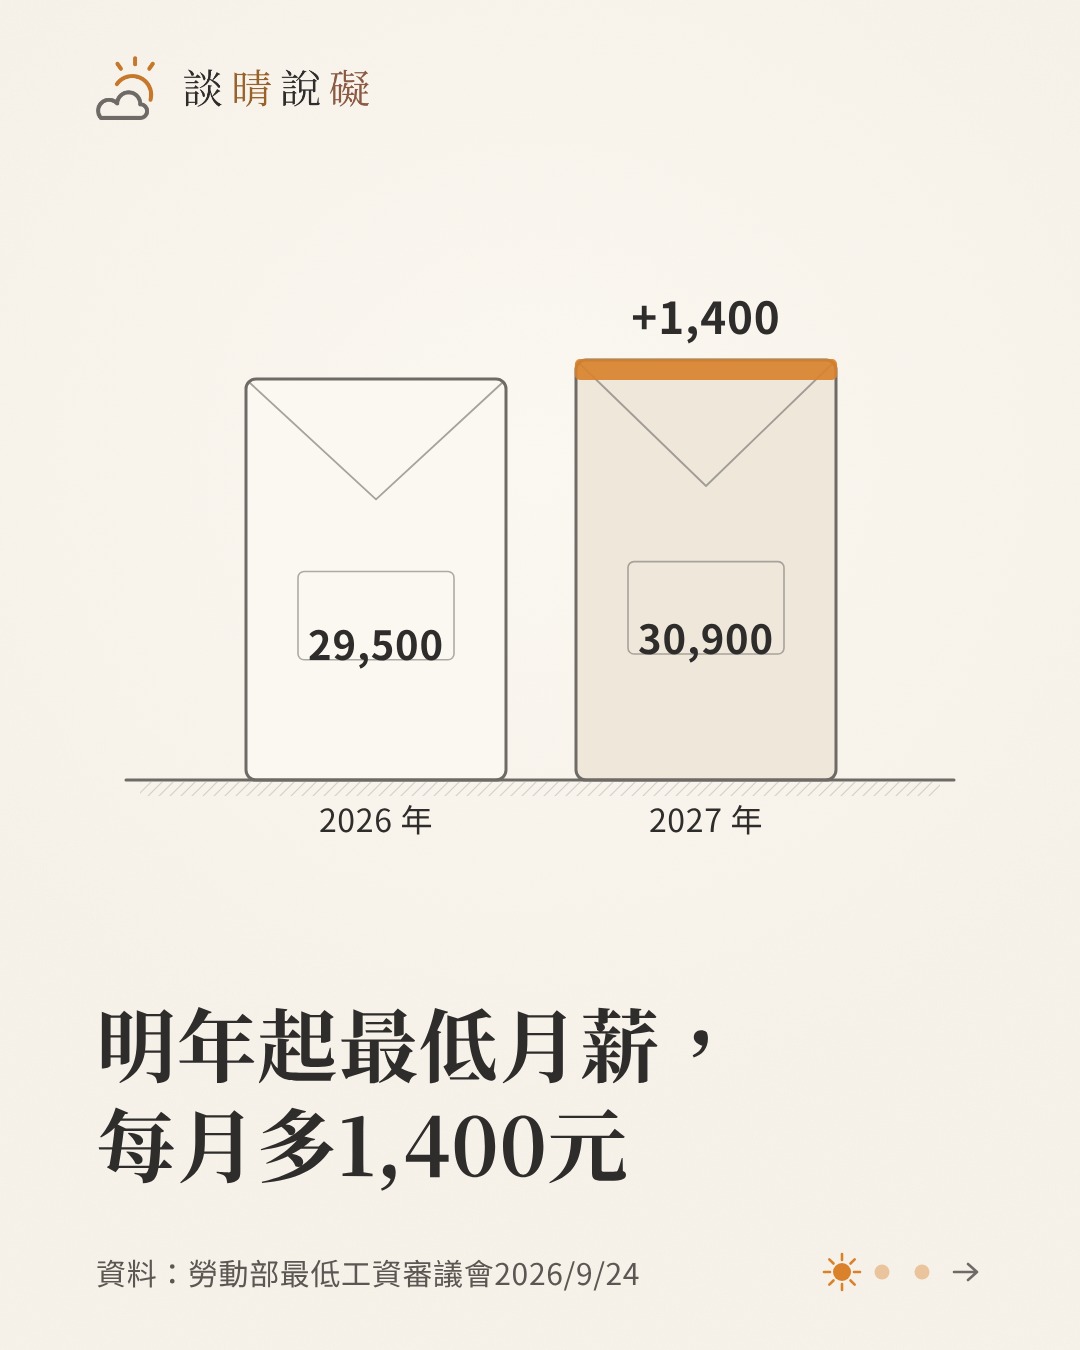 談晴說礙
+1,400
29,500
30,900
2026 年
2027 年
明年起最低月薪，
每月多1,400元
資料：勞動部最低工資審議會2026/9/24